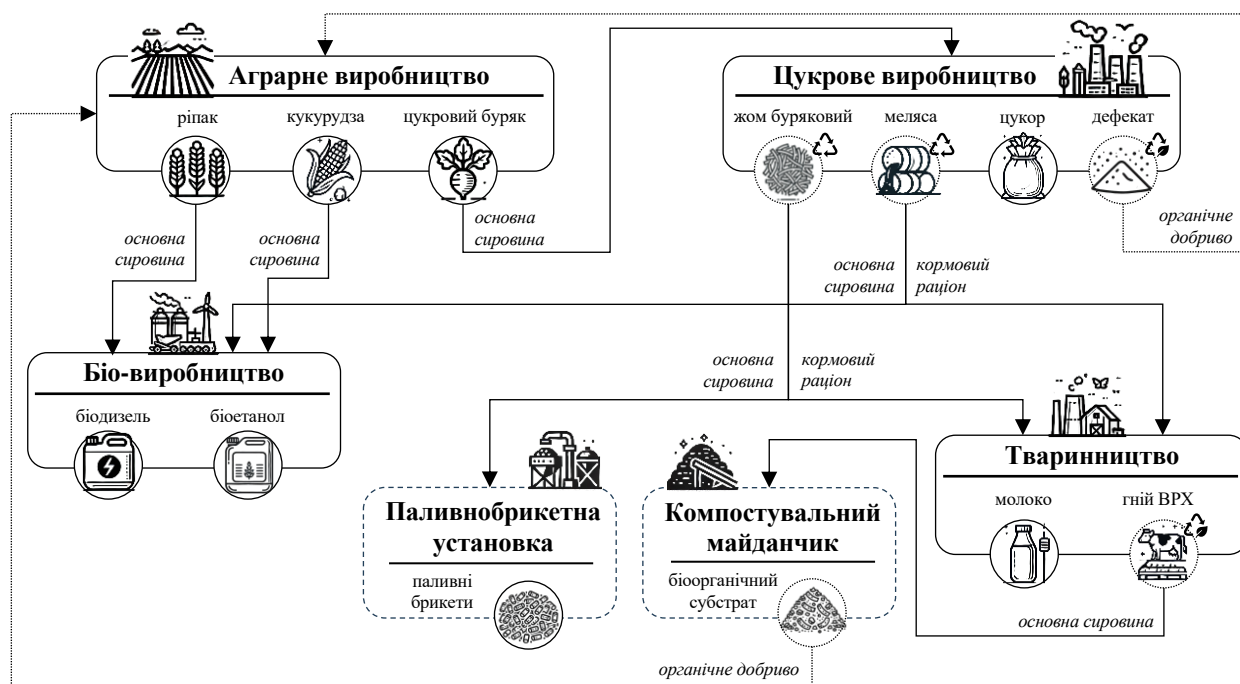 Аграрне виробництво
ріпак
кукурудза
цукровий буряк
Цукрове виробництво
жом буряковий
меляса
цукор
дефекат
основна
сировина
основна
сировина
основна
сировина
органічне
добриво
основна
сировина
кормовий
раціон
Біо-виробництво
біодизель
біоетанол
основна
сировина
кормовий
раціон
Паливнобрикетна
установка
паливні
брикети
Компостувальний
майданчик
біоорганічний
субстрат
Тваринництво
молоко
гній ВРХ
основна сировина
органічне добриво